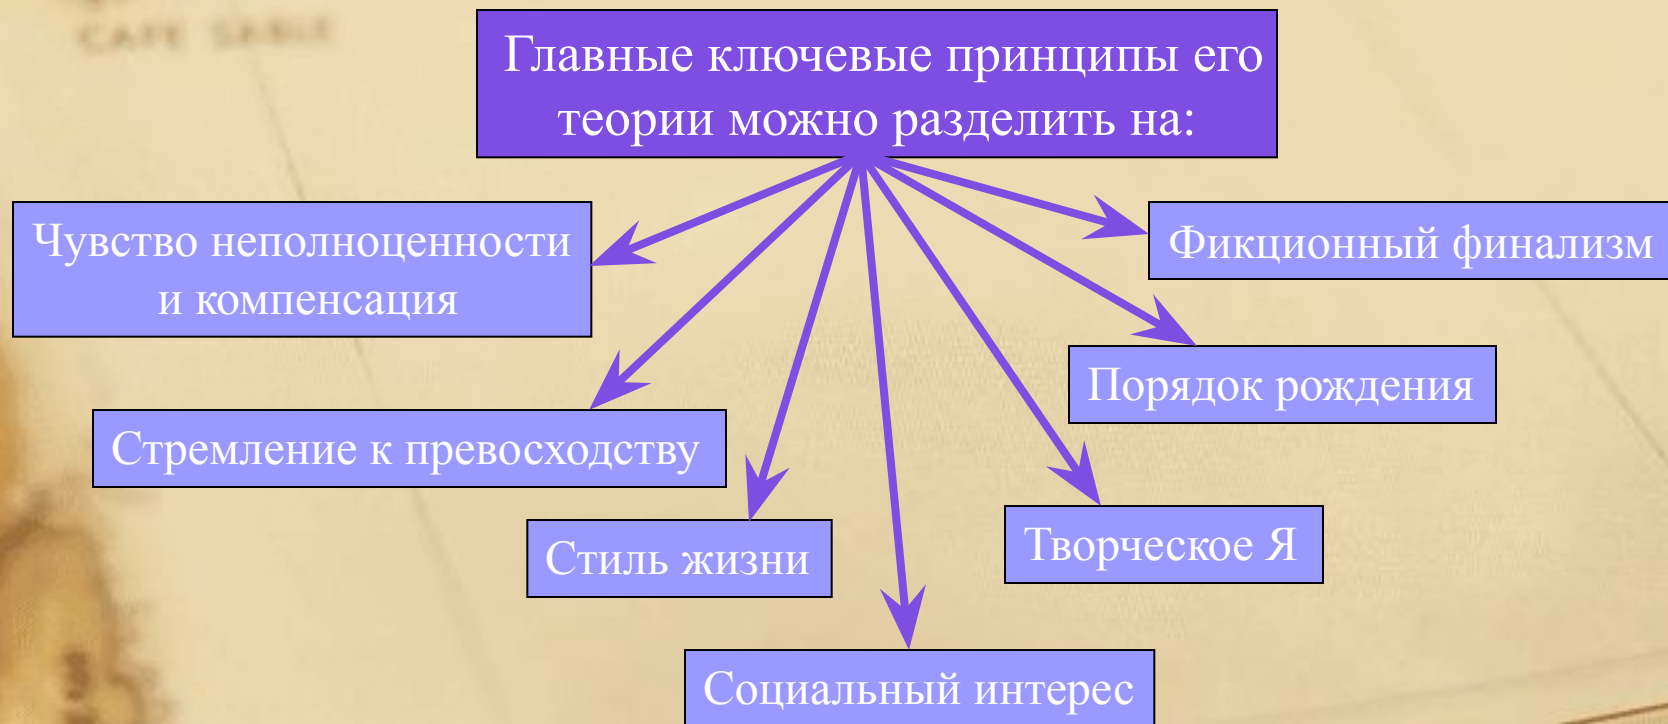 Главные ключевые принципы его
теории можно разделить на:
Чувство неполноценности
и компенсация
Стремление к превосходству
Стиль жизни
Социальный интерес
Творческое Я
Порядок рождения
Фикционный финализм